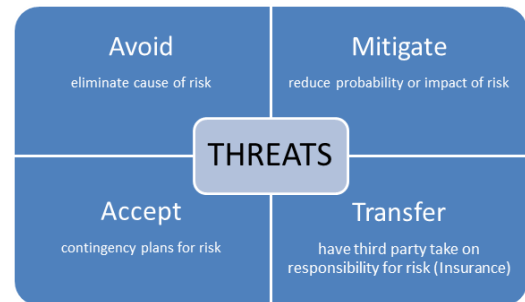 Avoid
eliminate cause of risk
Mitigate
reduce probability or impact of risk
THREATS
Accept
contingency plans for risk
Transfer
have third party take on
responsibility for risk (Insurance)